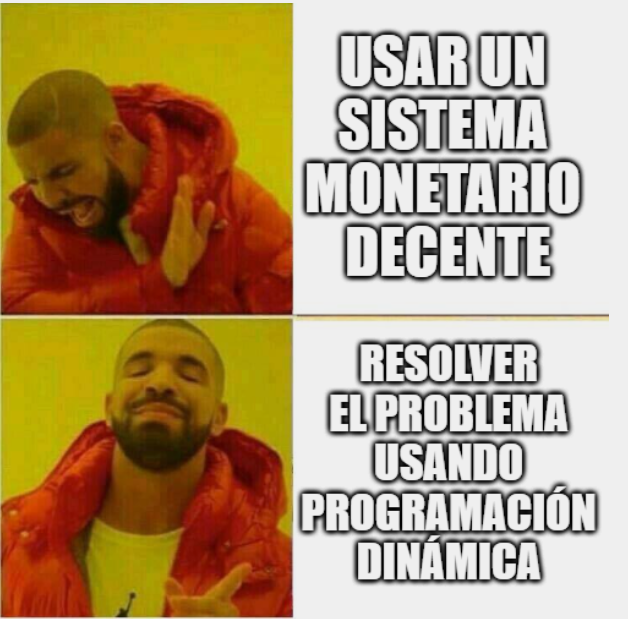 USAR UN
SISTEMA
MONETARIO
DECENTE
RESOLVER
EL PROBLEMA
USANDO
PROGRAMACIÓN
DINÁMICA